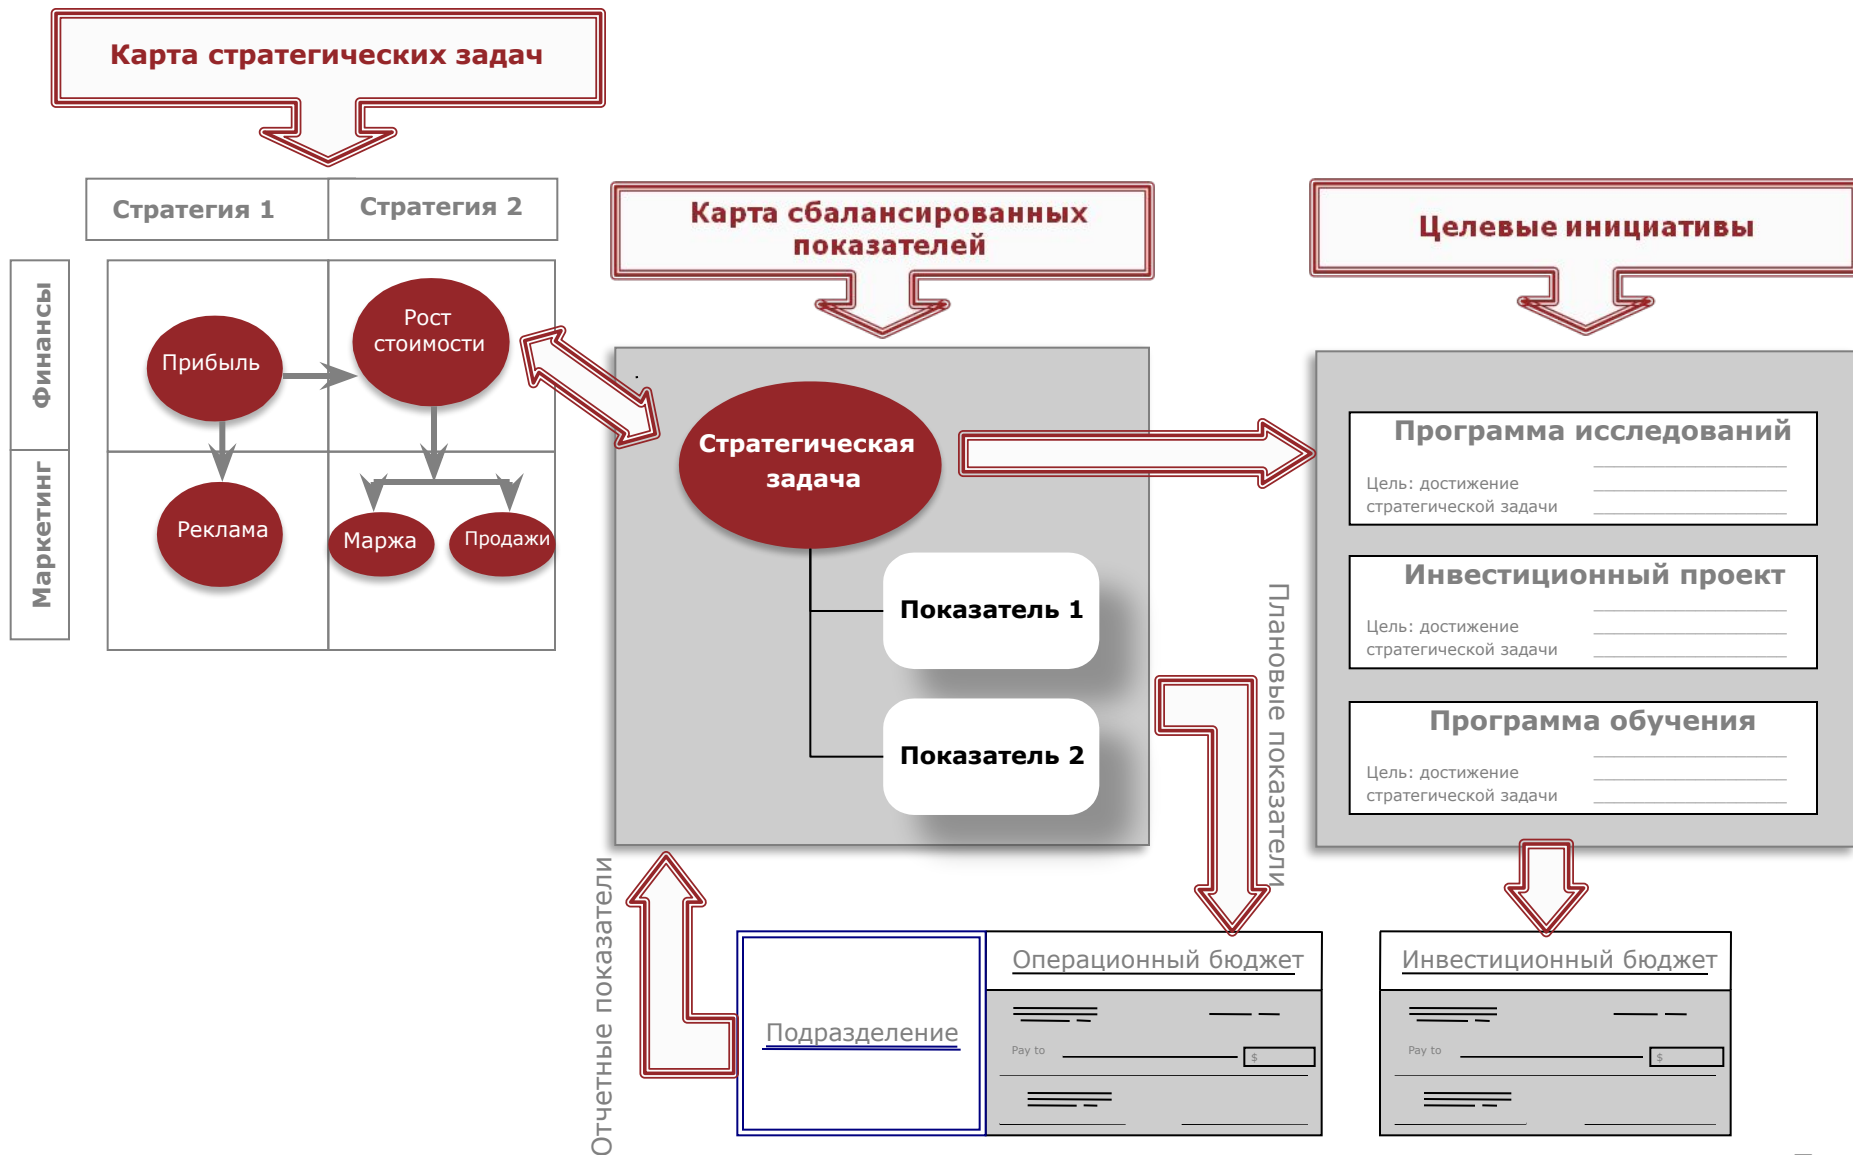 Карта стратегических задач
Стратегия 1
Стратегия 2
Финансы
Маркетинг
Прибыль
Рост
стоимости
Реклама
Маржа
Продажи
Карта сбалансированных
показателей
Стратегическая
задача
Показатель 1
Показатель 2
Целевые инициативы
Программа исследований
Цель: достижение
стратегической задачи
Инвестиционный проект
Цель: достижение
стратегической задачи
Программа обучения
Цель: достижение
стратегической задачи
Плановые показатели
Отчетные показатели
Подразделение
Операционный бюджет
Pay to
$
Инвестиционный бюджет
Pay to
$